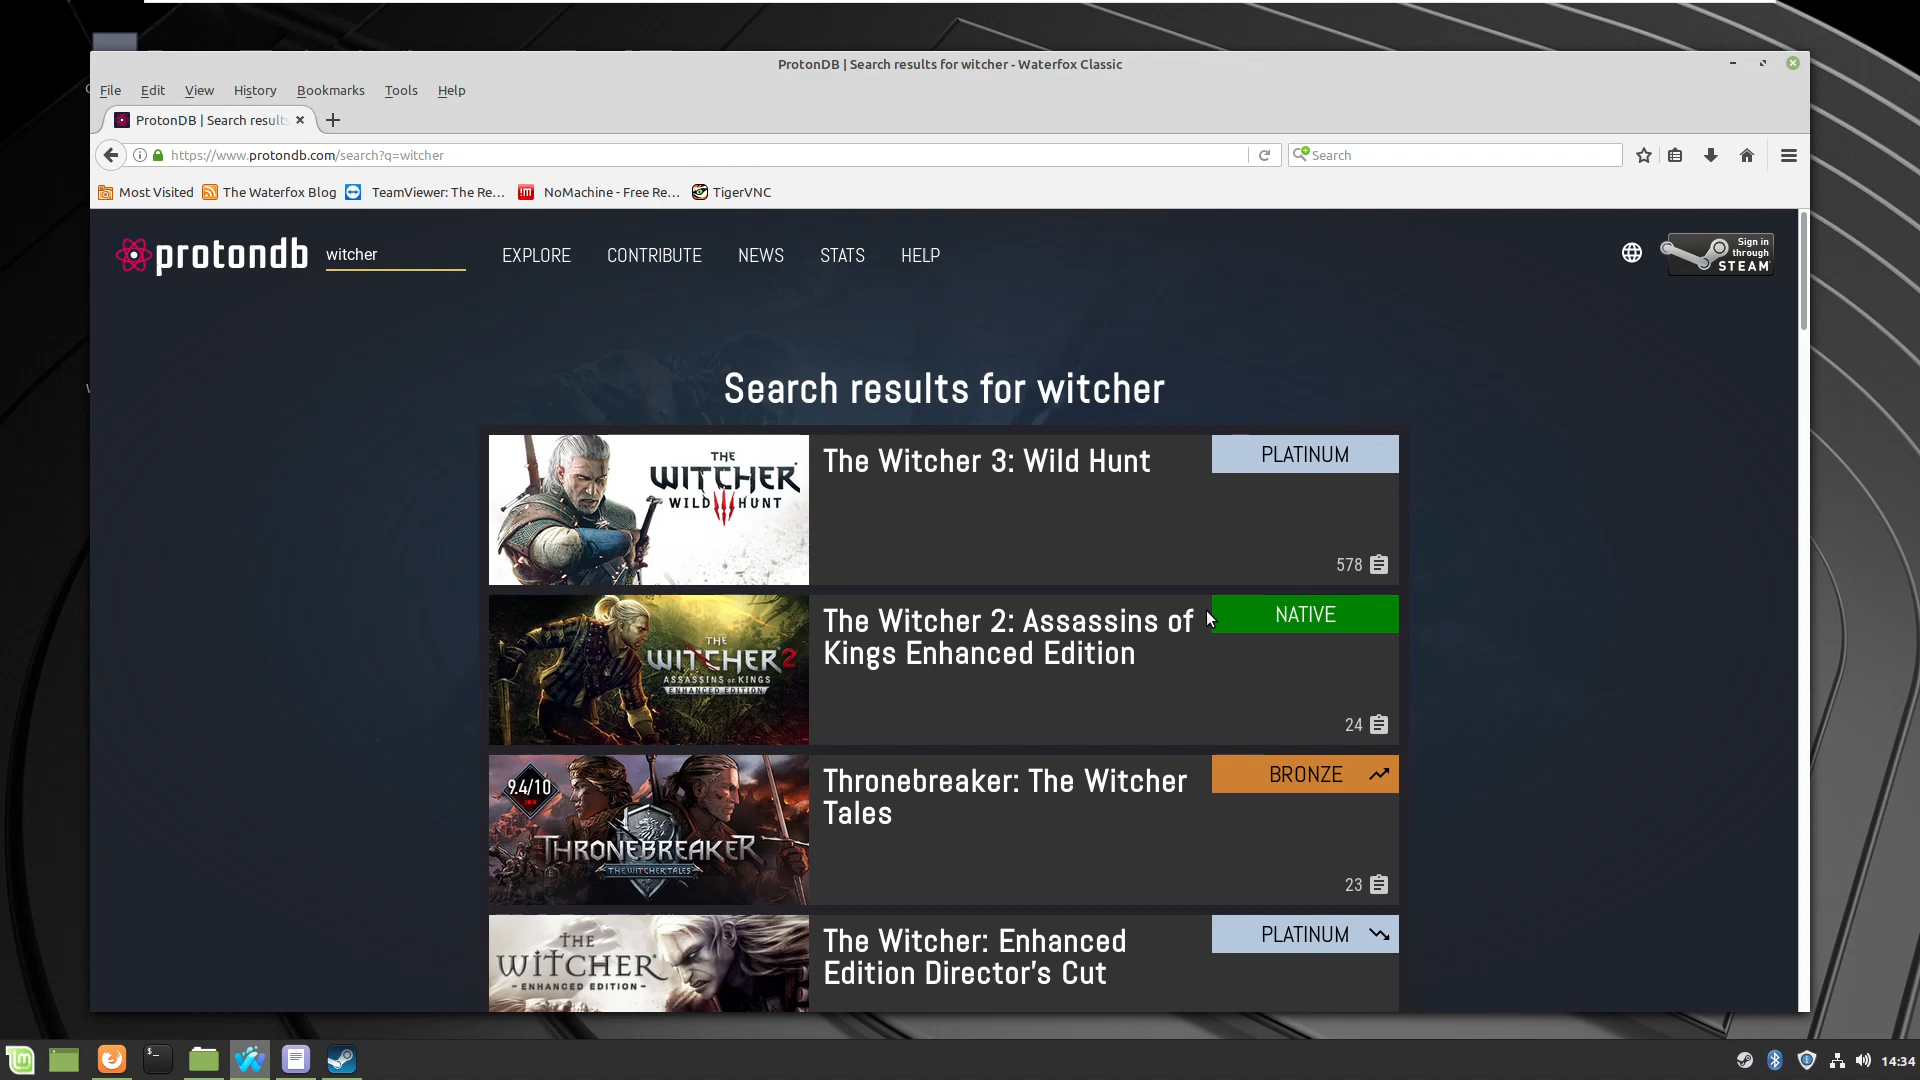 ProtonDB | Search results for witcher - Waterfox Classic
File Edit View History Bookmarks Tools Help
ProtonDB | Search results
https://www.protondb.com/search?q=witcher
Search
Most Visited The Waterfox Blog TeamViewer: The Re... NoMachine - Free Re... TigerVNC
protondb witcher EXPLORE CONTRIBUTE NEWS STATS HELP
Sign in
through
STEAM
Search results for witcher
THE
WITCHER
WILD HUNT
The Witcher 3: Wild Hunt
PLATINUM
578
THE
WITCHER 2
ASSASSINS OF KINGS
ENHANCED EDITION
The Witcher 2: Assassins of
Kings Enhanced Edition
NATIVE
24
9.4/10
THRONEBREAKER
THE WITCHER TALES
Thronebreaker: The Witcher
Tales
BRONZE
23
THE
WITCHER
- ENHANCED EDITION -
The Witcher: Enhanced
Edition Director's Cut
PLATINUM
14:34